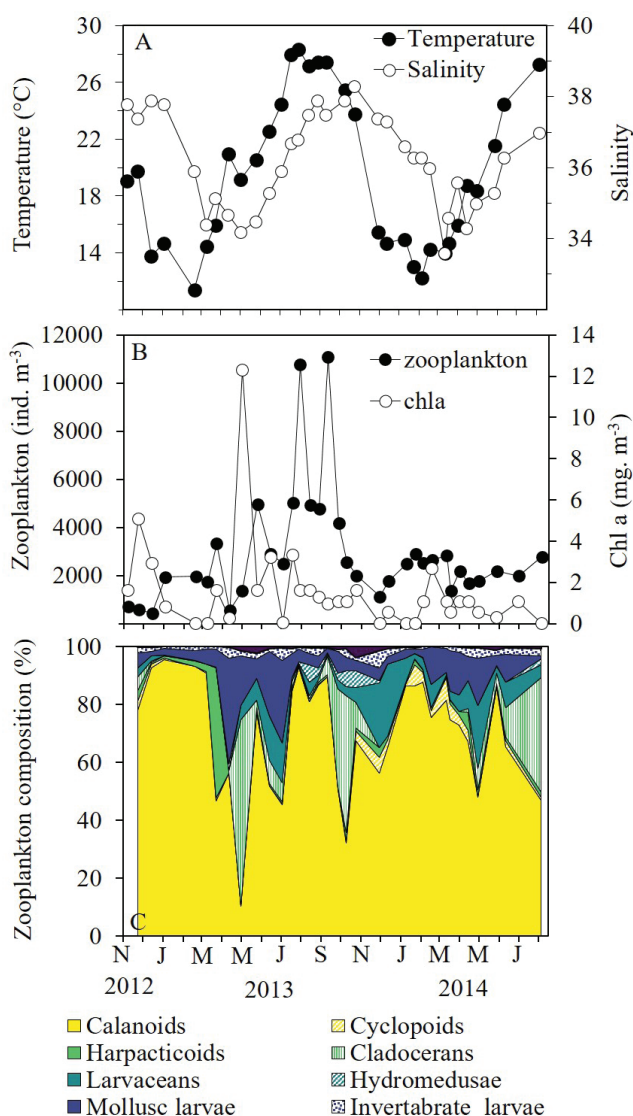 A
Temperature
Salinity
30
26
22
18
14
Temperature (°C)
40
38
36
34
Salinity
B
zooplankton
chla
12000
10000
8000
6000
4000
2000
Zooplankton (ind. m-3)
14
12
10
8
6
4
2
0
Chl a (mg. m-3)
100
80
60
40
20
0
Zooplankton composition (%)
C
N J M M J S N J M M J
2012 2013 2014
Calanoids Cyclopoids
Harpacticoids Cladocerans
Larvaceans Hydromedusae
Mollusc larvae Invertabrate larvae